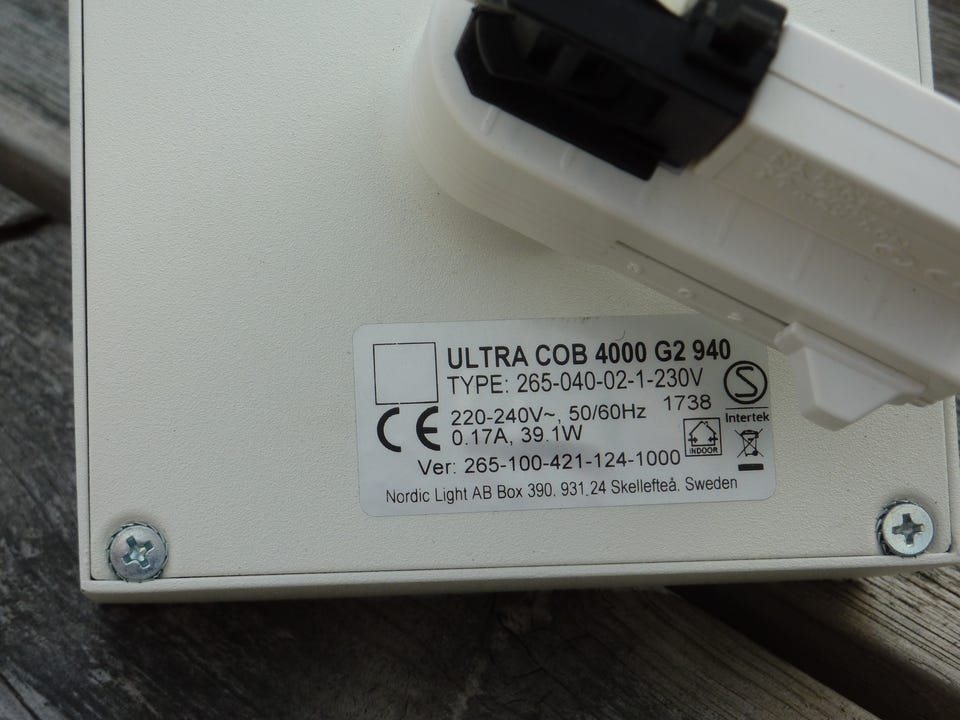 ULTRA COB 4000 G2 940
TYPE: 265-040-02-1-230V
S
CE 220-240V~, 50/60Hz 1738
Intertek
0.17A, 39.1W
INDOOR
Ver: 265-100-421-124-1000
Nordic Light AB Box 390. 931 24 Skellefteå. Sweden